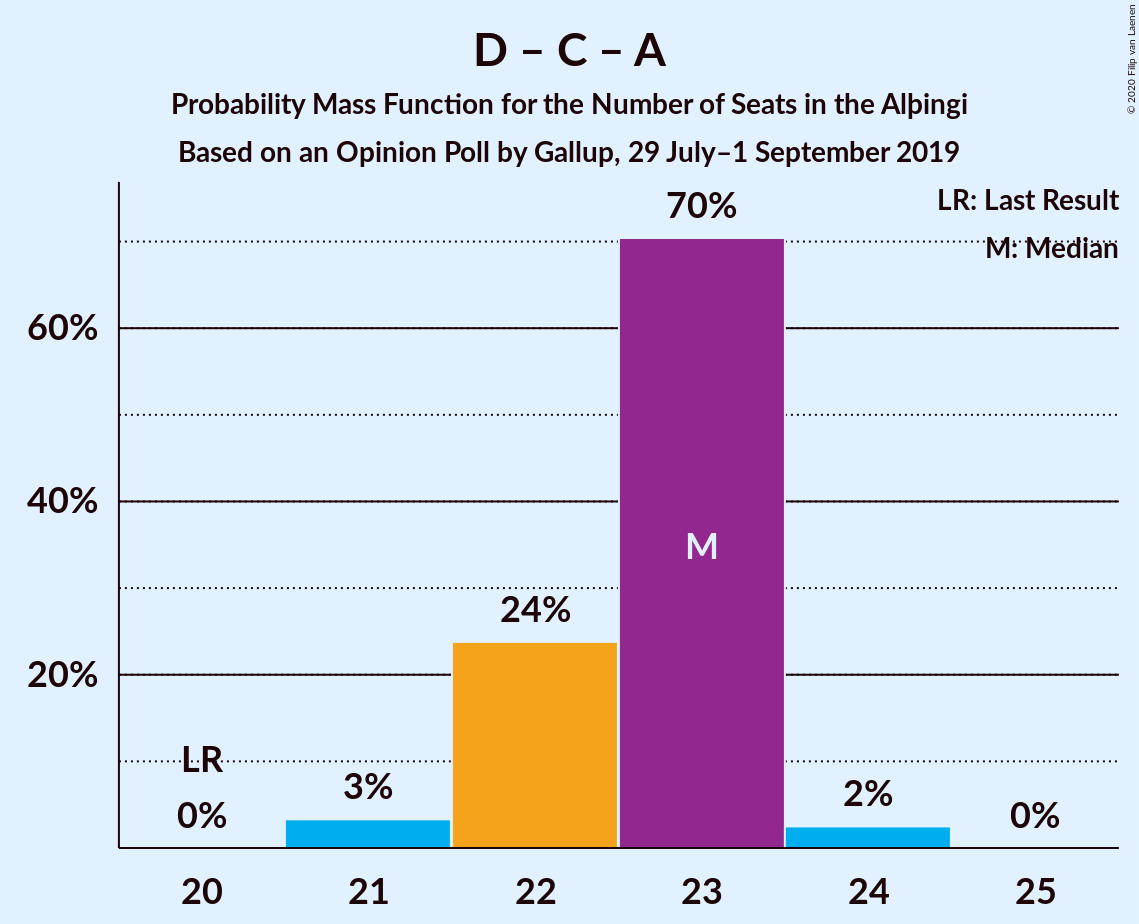 D – C – A
Probability Mass Function for the Number of Seats in the Alþingi
Based on an Opinion Poll by Gallup, 29 July–1 September 2019
© 2020 Filip van Laenen
LR: Last Result
M: Median
70%
60%
40%
M
24%
20%
LR
3%
2%
0%
0%
20 21 22 23 24 25